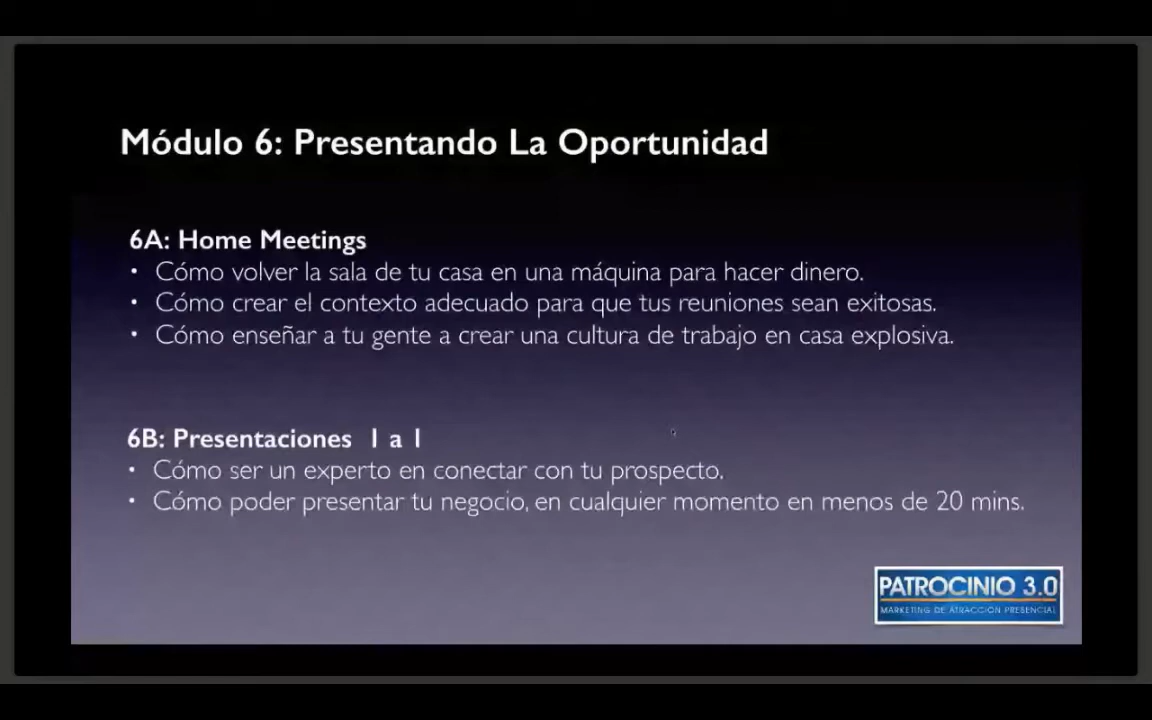 Módulo 6: Presentando La Oportunidad
6A: Home Meetings
• Cómo volver la sala de tu casa en una máquina para hacer dinero.
• Cómo crear el contexto adecuado para que tus reuniones sean exitosas.
• Cómo enseñar a tu gente a crear una cultura de trabajo en casa explosiva.
6B: Presentaciones 1 a 1
• Cómo ser un experto en conectar con tu prospecto.
• Cómo poder presentar tu negocio, en cualquier momento en menos de 20 mins.
PATROCINIO 3.0
MARKETING DE ATRACCIÓN PRESENCIAL